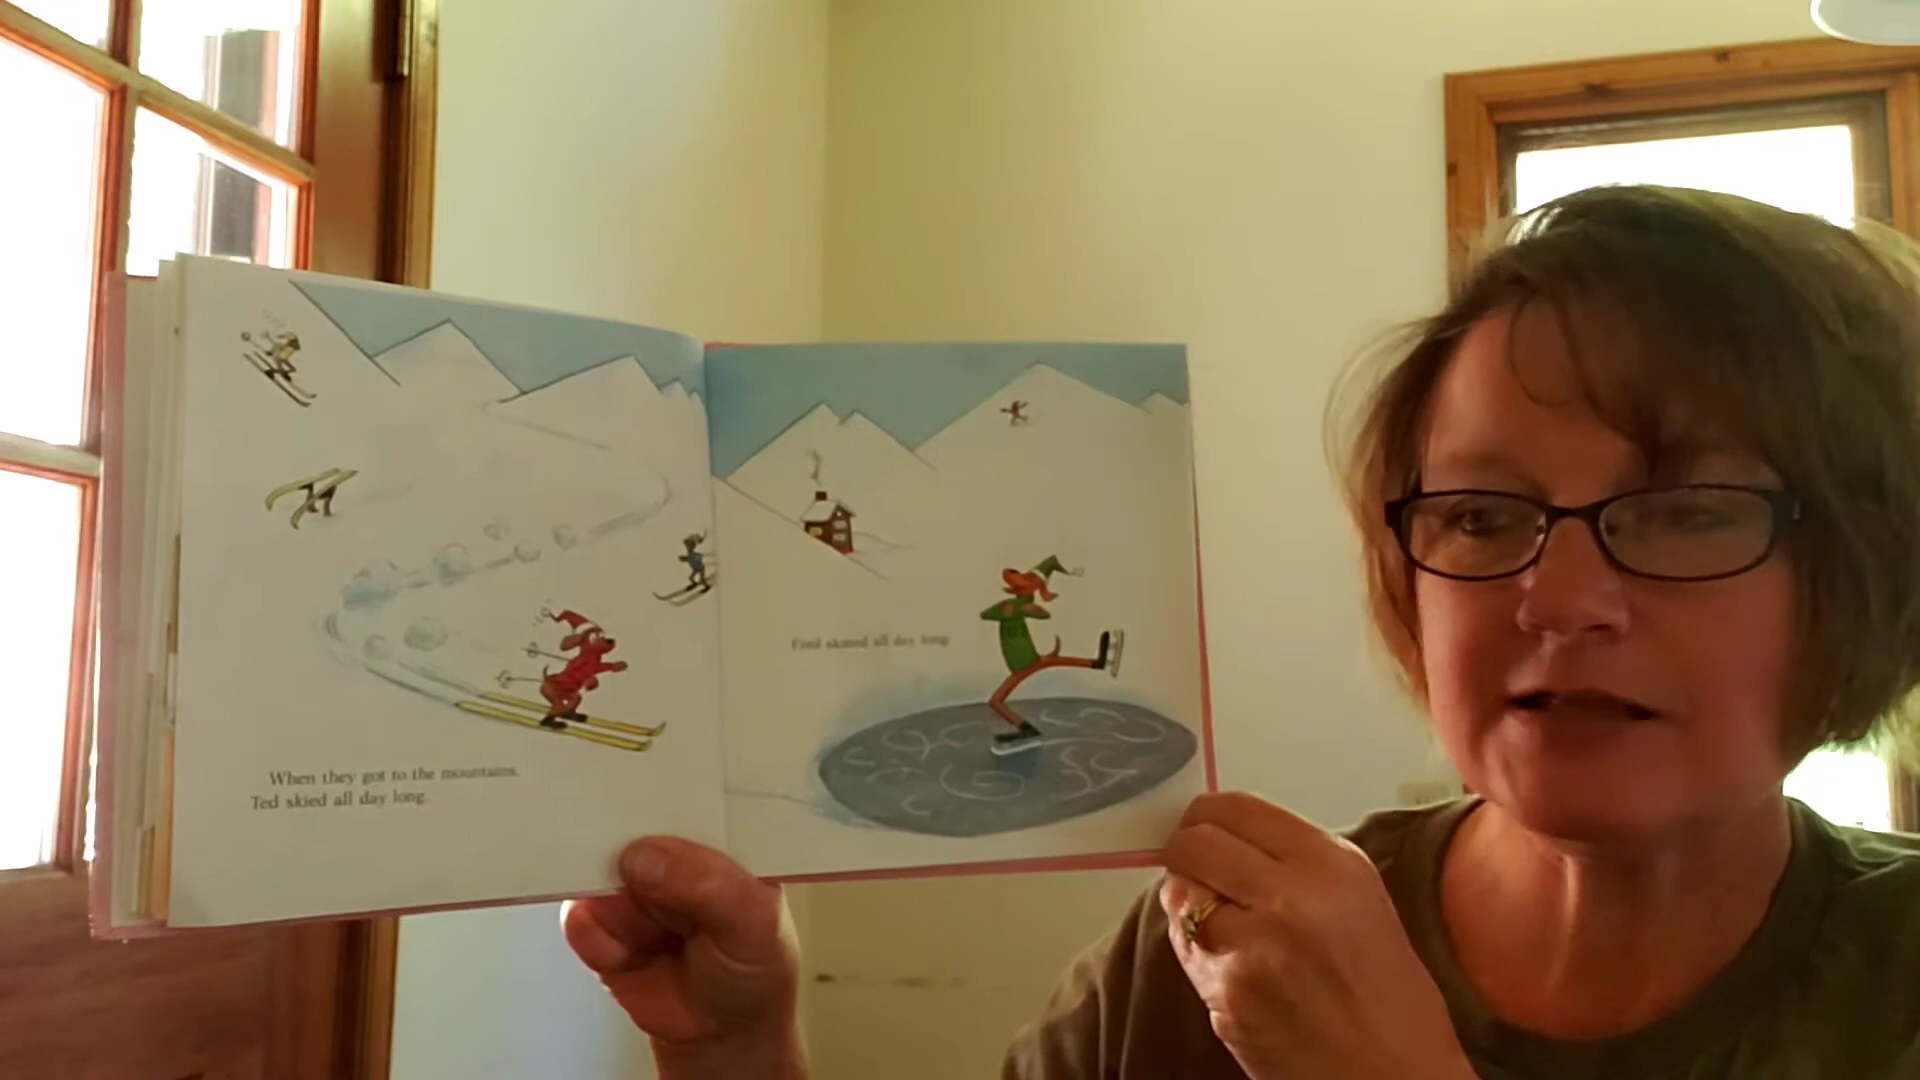 When they got to the mountains,
Ted skied all day long.
Fred skated all day long.